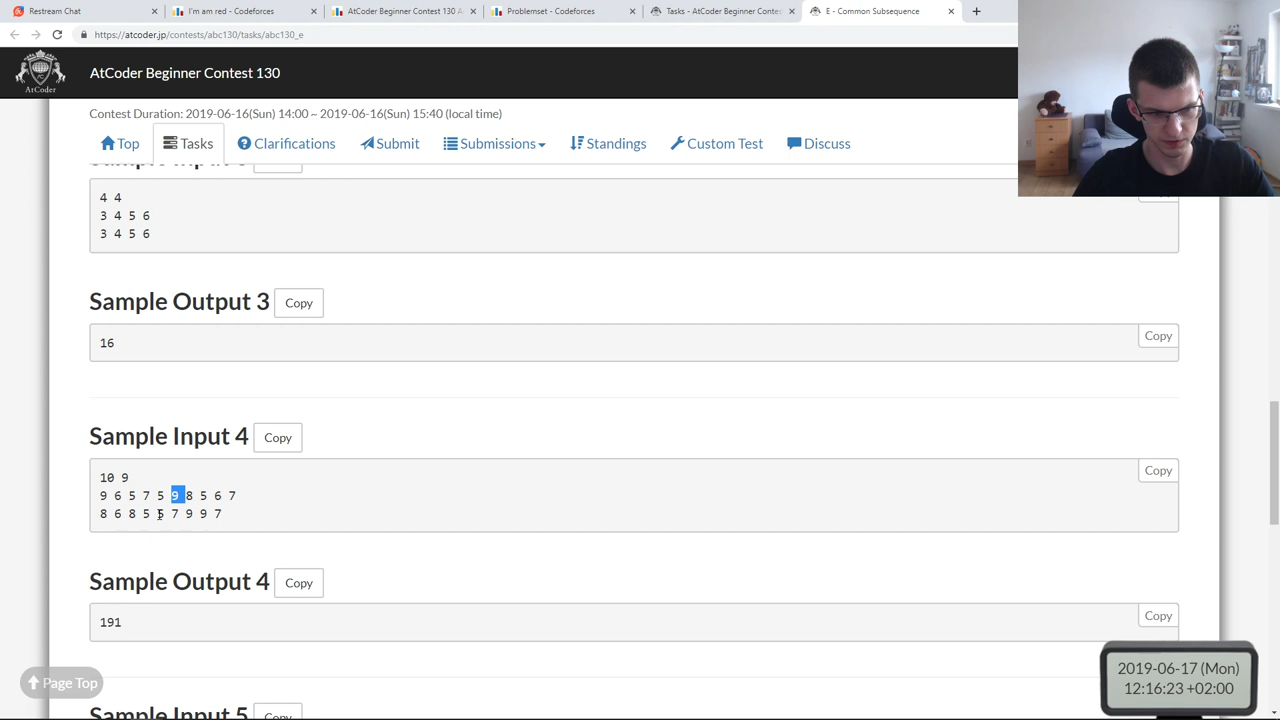 Restream Chat
I'm am red - Codeforces
AtCoder Beginner Contest 130 A
Problemset - Codeforces
Tasks - AtCoder Beginner Contes
E - Common Subsequence
https://atcoder.jp/contests/abc130/tasks/abc130_e
AtCoder
AtCoder Beginner Contest 130
Contest Duration: 2019-06-16(Sun) 14:00 ~ 2019-06-16(Sun) 15:40 (local time)
Top
Tasks
Clarifications
Submit
Submissions
Standings
Custom Test
Discuss
4 4
3 4 5 6
3 4 5 6
Sample Output 3
Copy
16
Copy
Sample Input 4
Copy
10 9
Copy
9 6 5 7 5 9 8 5 6 7
8 6 8 5 5 7 9 9 7
Sample Output 4
Copy
191
Copy
Page Top
Sample Input 5
Copy
2019-06-17 (Mon)
12:16:23 +02:00